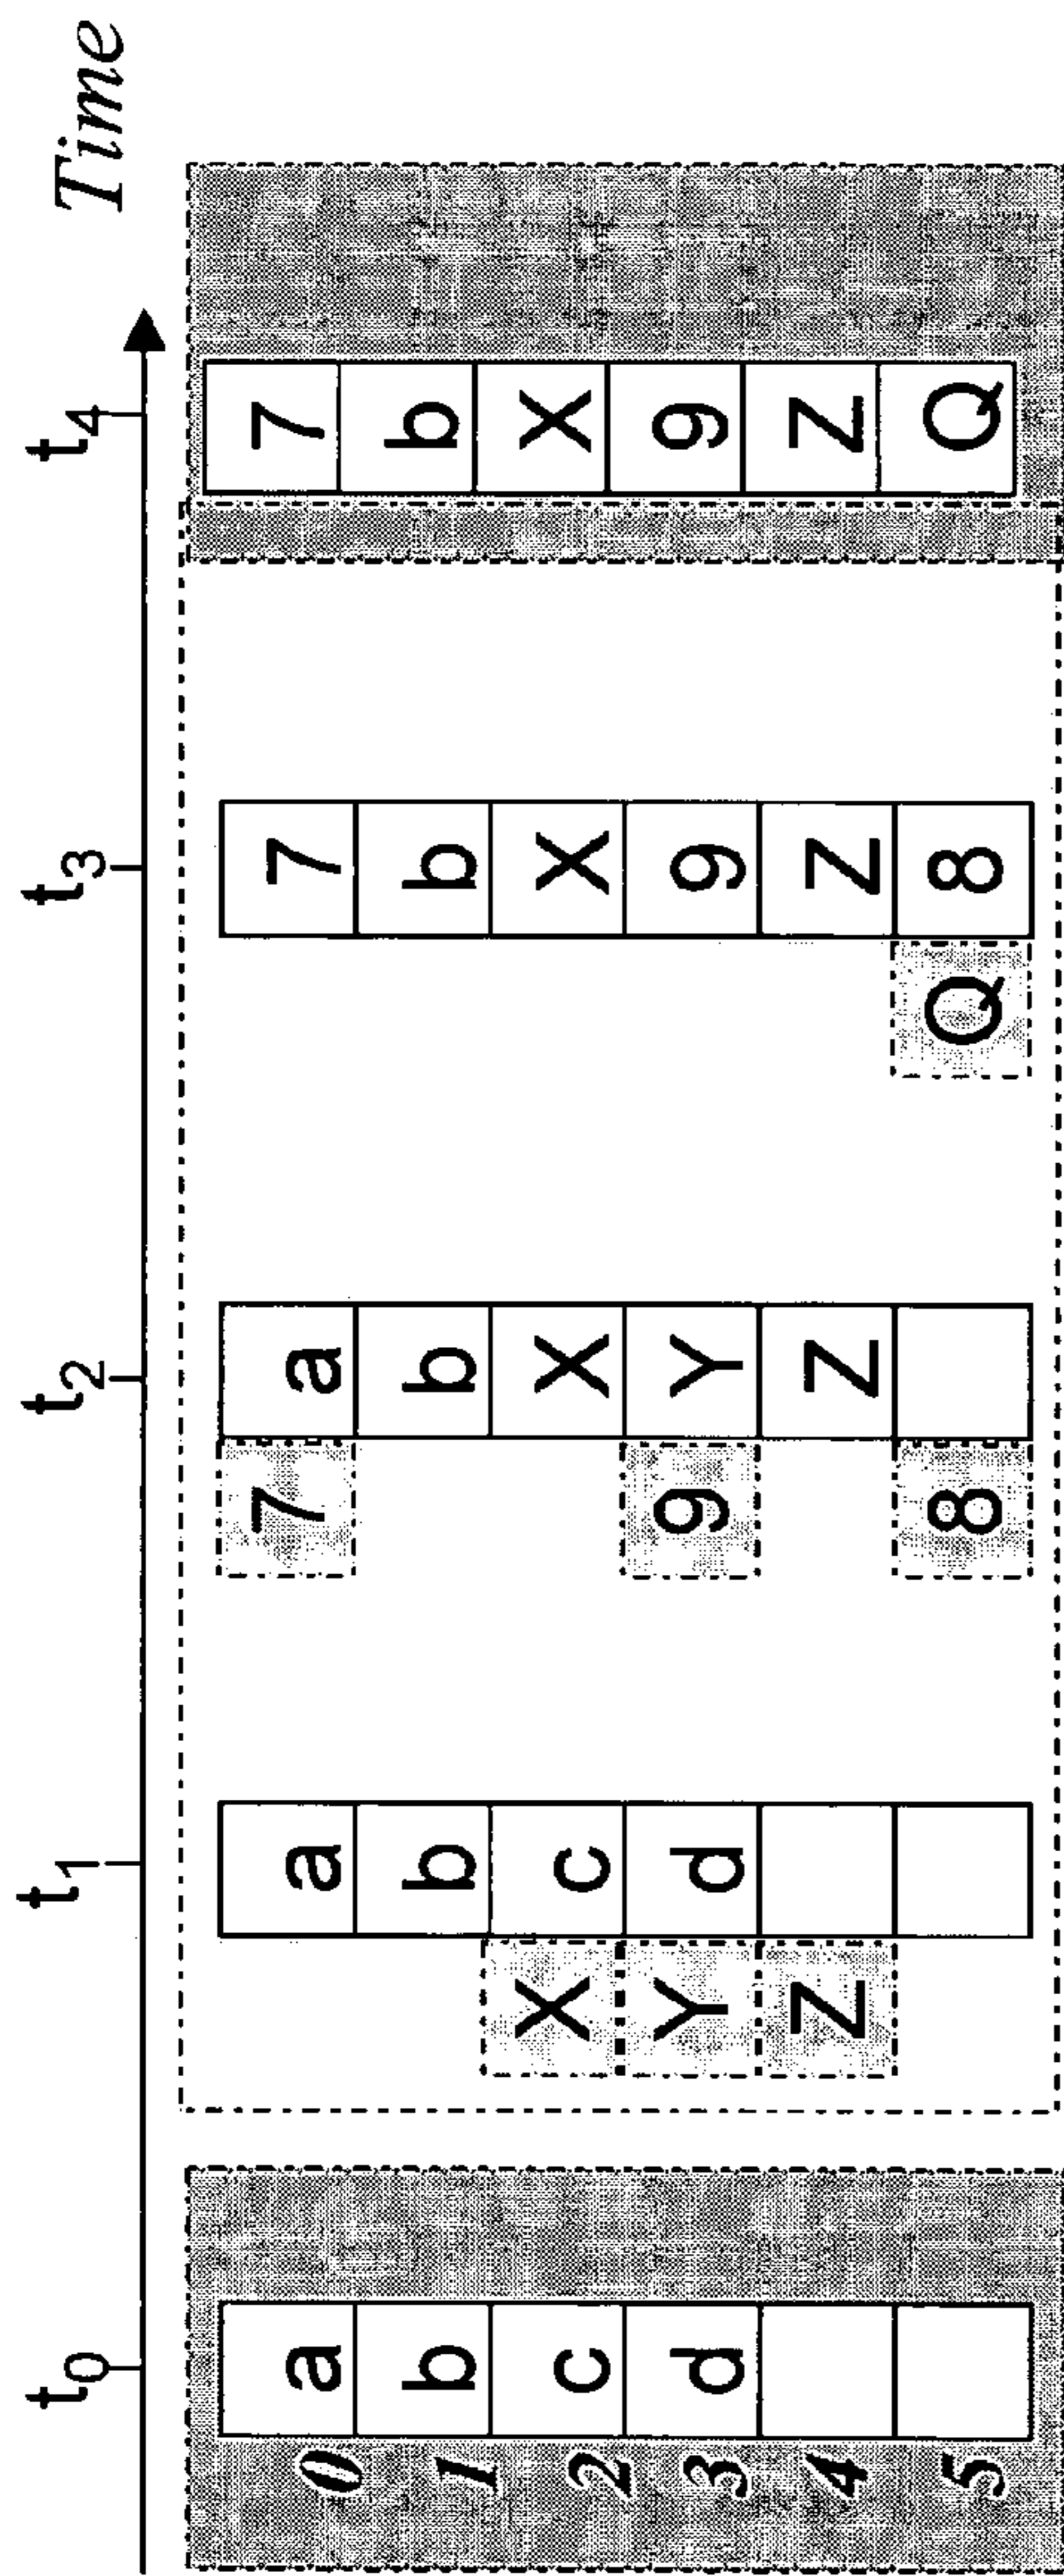 t₀ t₁ t₂ t₃ t₄ Time
0 a a 7 a 7 7
1 b b b b b
2 c X c X X X
3 d Y d 9 Y 9 9
4 Z Z Z Z
5 8 Q 8 Q